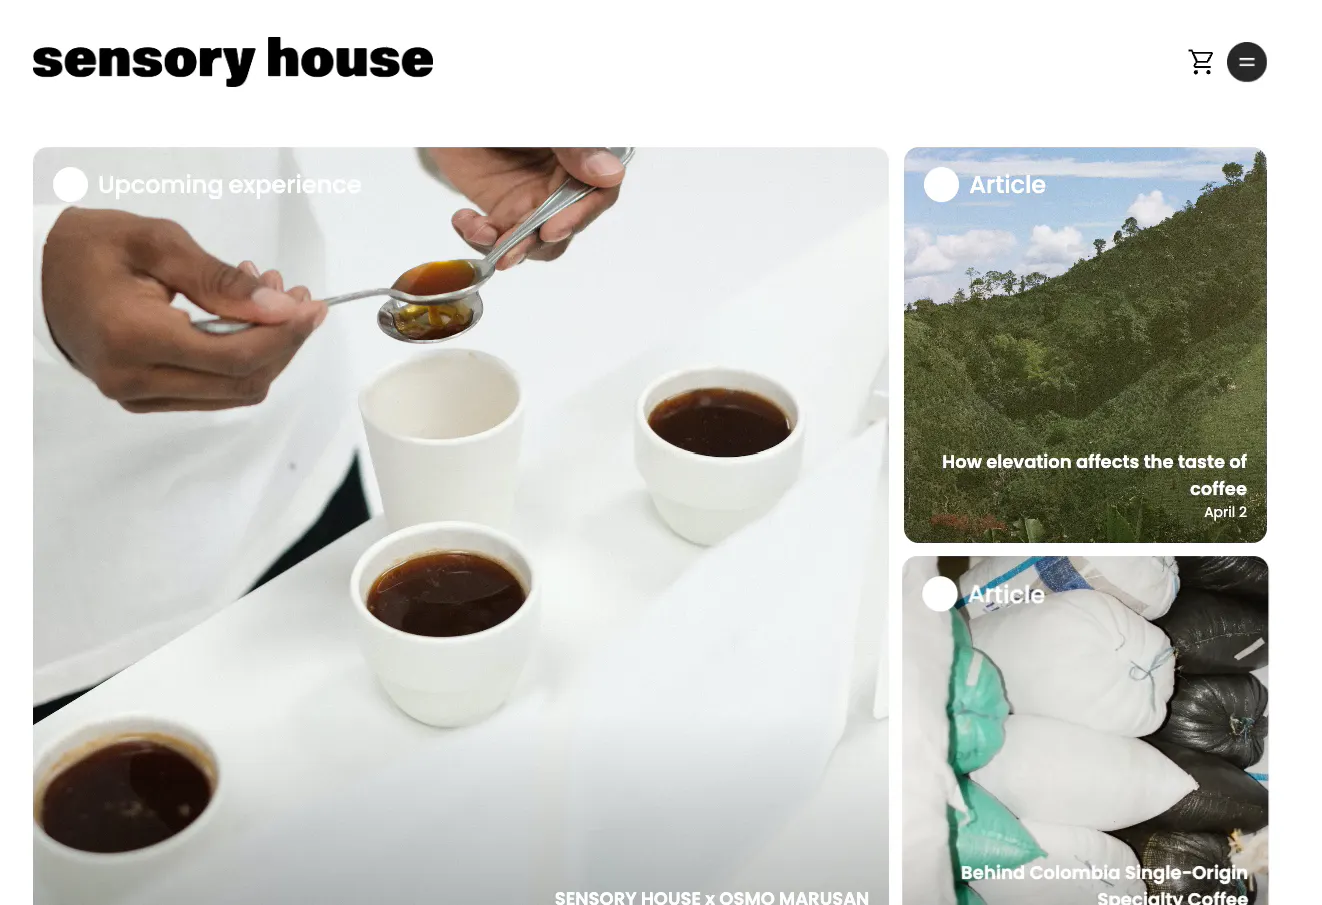 sensory house
Upcoming experience
SENSORY HOUSE x OSMO MARUSAN
Article
How elevation affects the taste of
coffee
April 2
Article
Behind Colombia Single-Origin
Specialty Coffee